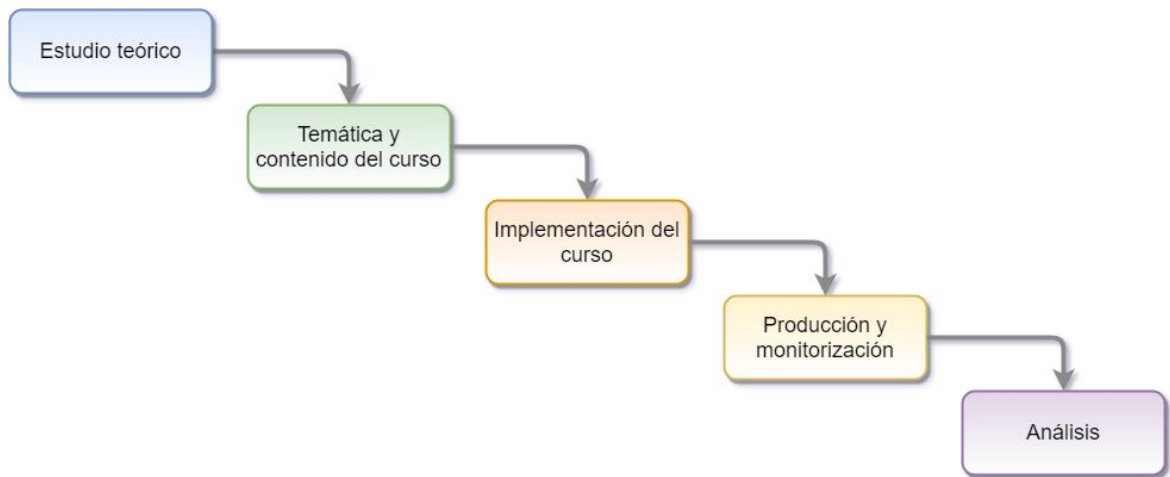 Estudio teórico
Temática y
contenido del curso
Implementación del
curso
Producción y
monitorización
Análisis